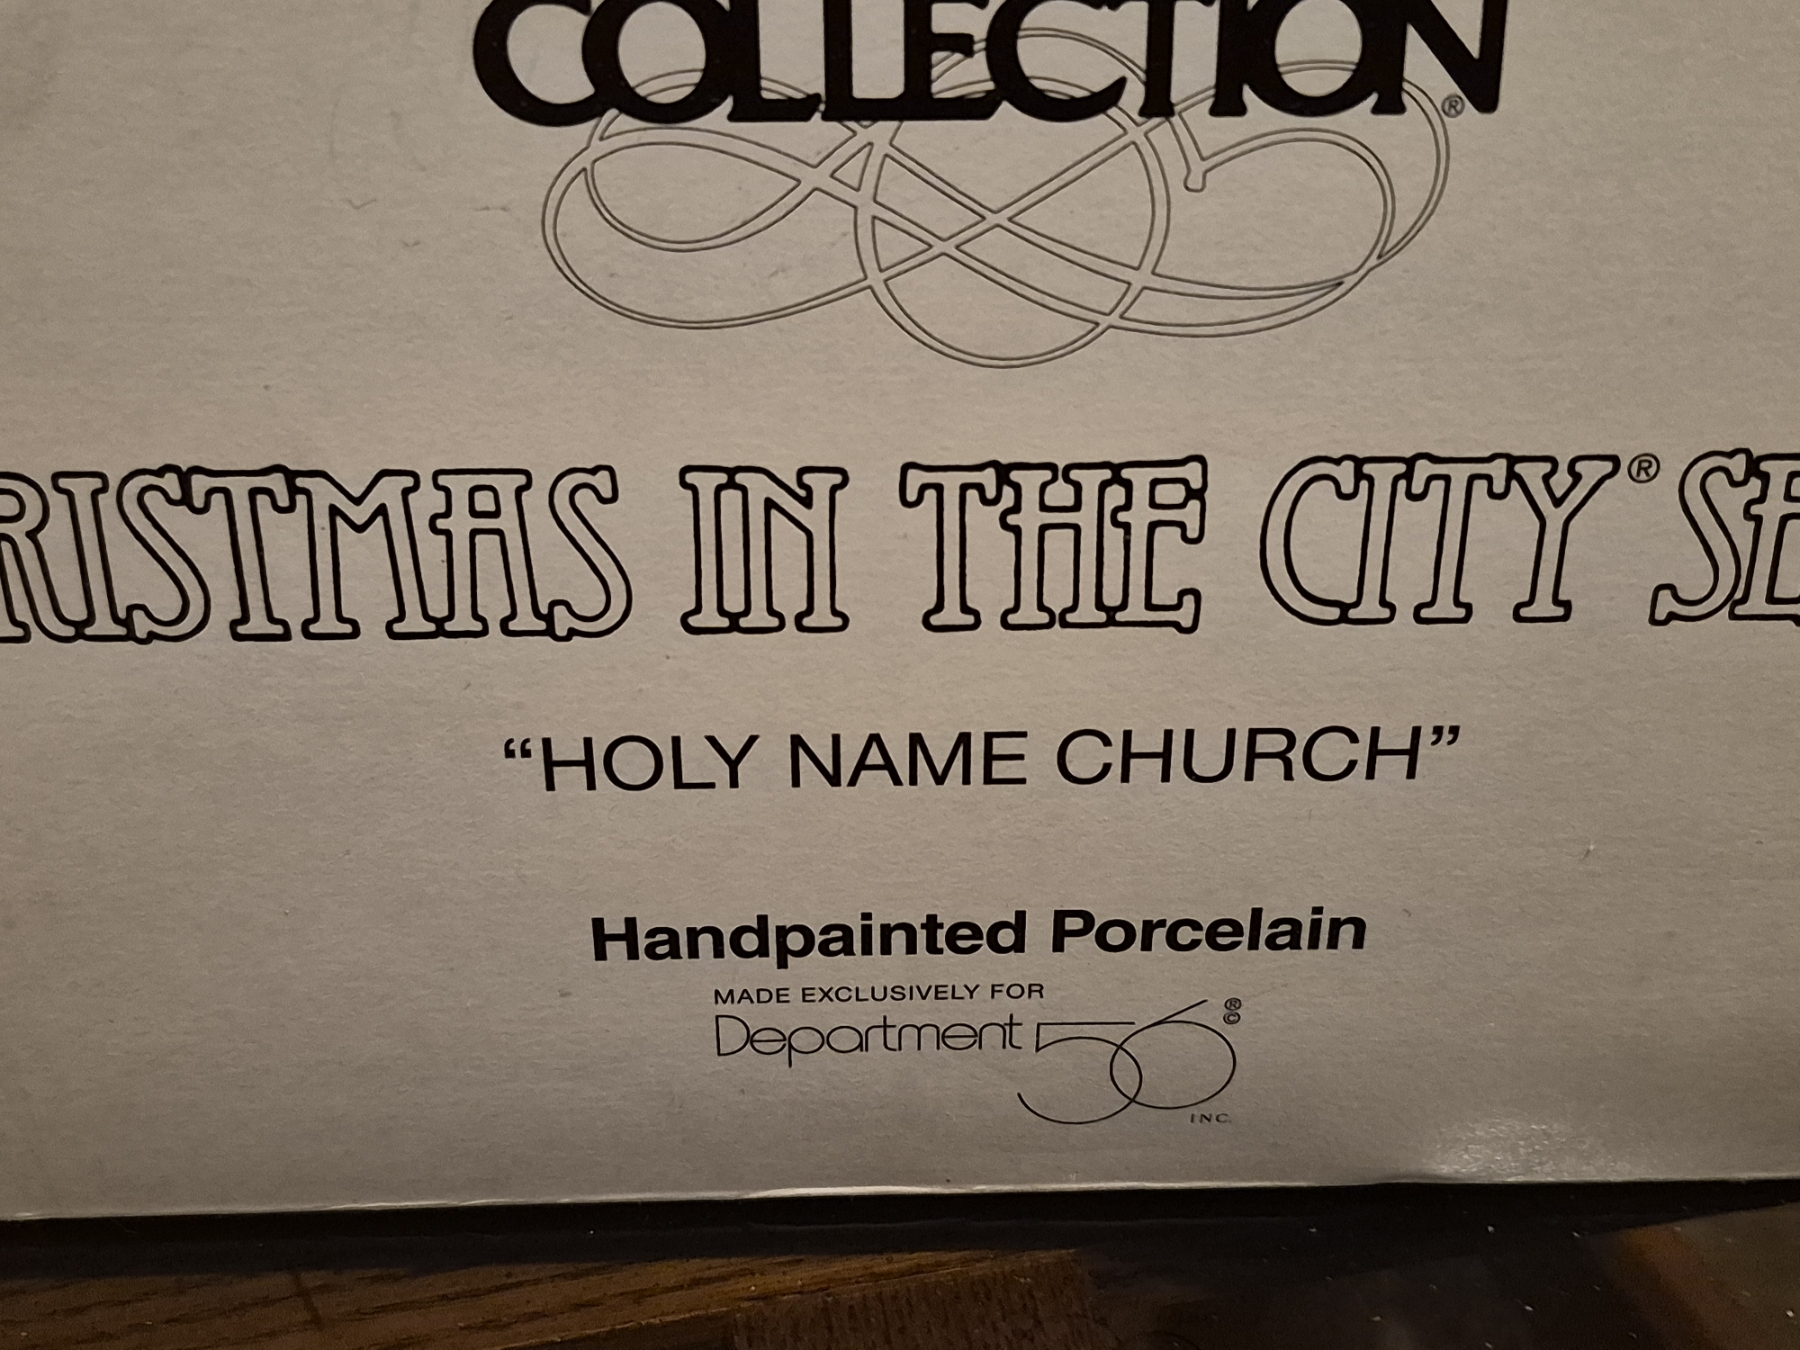 COLLECTION®
RISTMAS IN THE CITY® SE
“HOLY NAME CHURCH”
Handpainted Porcelain
MADE EXCLUSIVELY FOR
Department 56 ®©
INC.